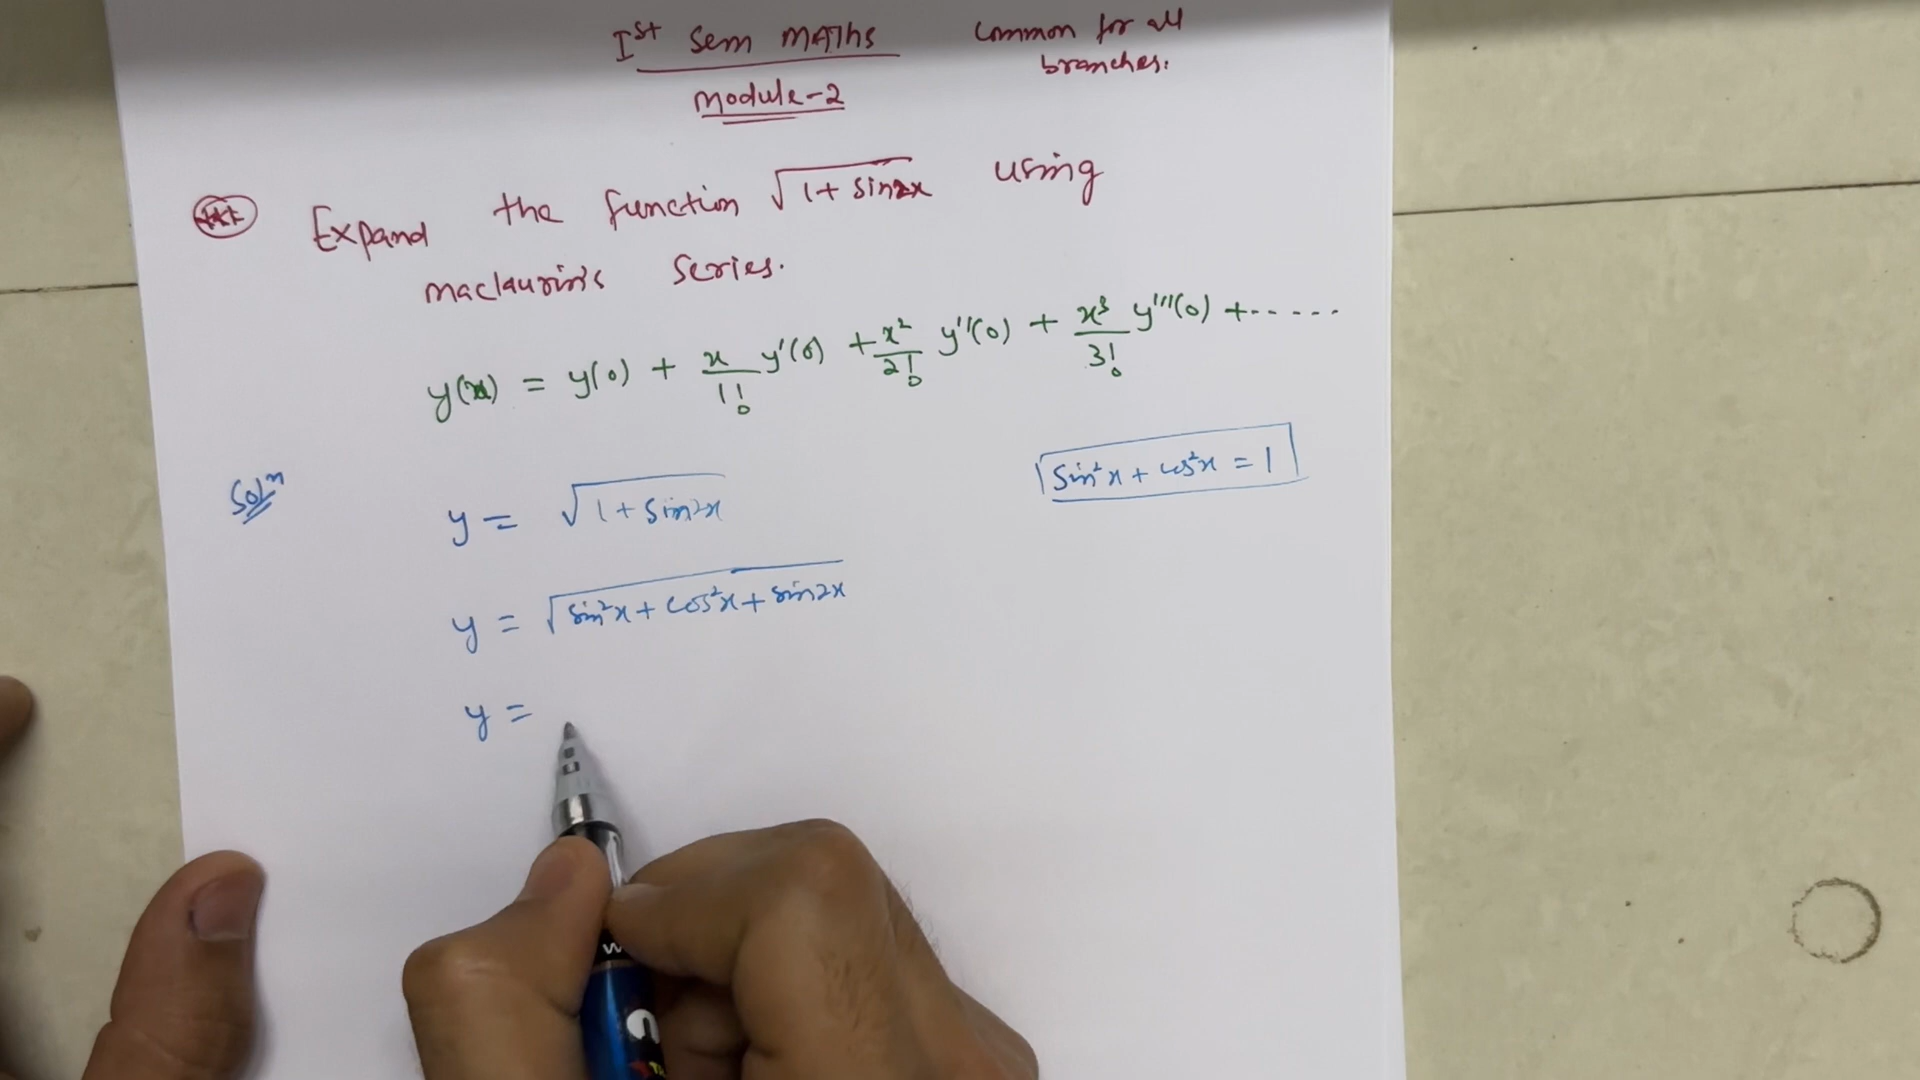 Ist sem MATHs
common for all
branches.
Module-2
Expand the function √1+sin2x using
maclaurin's series.
y(x) = y(0) + x/1! y'(0) + x²/2! y''(0) + x³/3! y'''(0) + ......
Solⁿ
y = √1+sin2x
sin²x + cos²x = 1
y = √sin²x + cos²x + sin2x
y =